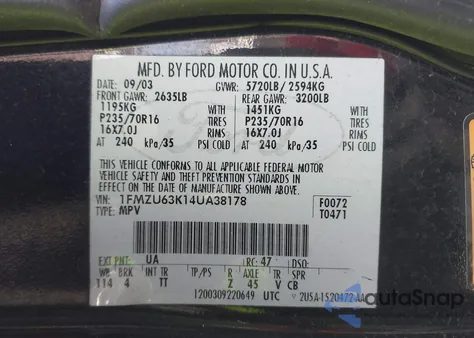 MFD. BY FORD MOTOR CO. IN U.S.A.
DATE: 09/03 GVWR: 5720LB / 2594KG
FRONT GAWR: 2635LB REAR GAWR: 3200LB
1195KG WITH 1451KG WITH
P235/70R16 TIRES P235/70R16 TIRES
16X7.0J RIMS 16X7.0J RIMS
AT 240 kPa/35 PSI COLD AT 240 kPa/35 PSI COLD
THIS VEHICLE CONFORMS TO ALL APPLICABLE FEDERAL MOTOR
VEHICLE SAFETY AND THEFT PREVENTION STANDARDS IN
EFFECT ON THE DATE OF MANUFACTURE SHOWN ABOVE.
VIN: 1FMZU63K14UA38178 F0072
TYPE: MPV T0471
EXT PNT: UA RC: 47 DSO:
WB BRK INT TR TP/PS R AXLE TR SPR
114 4 TT Z 45 V CB
1200309220649 UTC 2U5A-1520472-AA
autoSnap